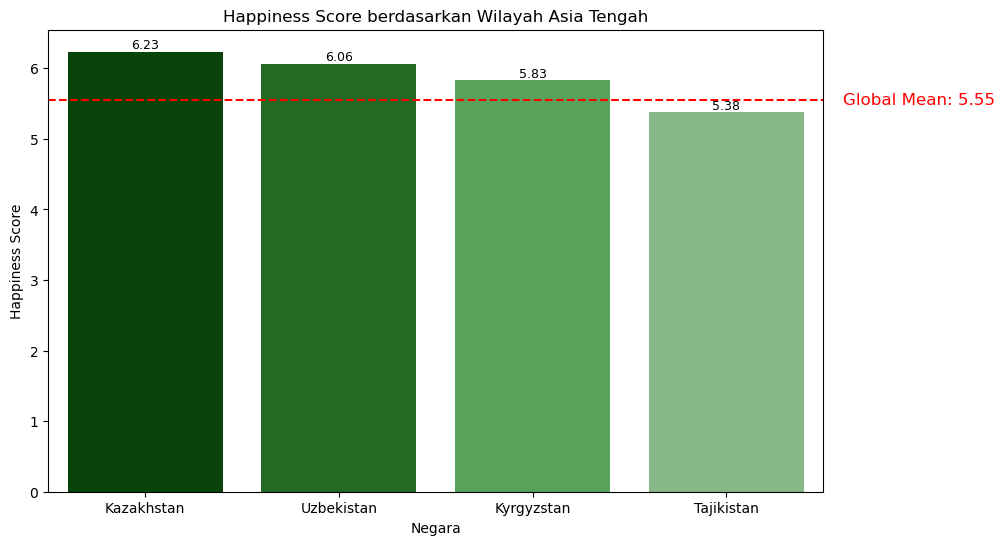 Happiness Score berdasarkan Wilayah Asia Tengah
Happiness Score
6
5
4
3
2
1
0
6.23
6.06
5.83
5.38
Global Mean: 5.55
Kazakhstan
Uzbekistan
Kyrgyzstan
Tajikistan
Negara